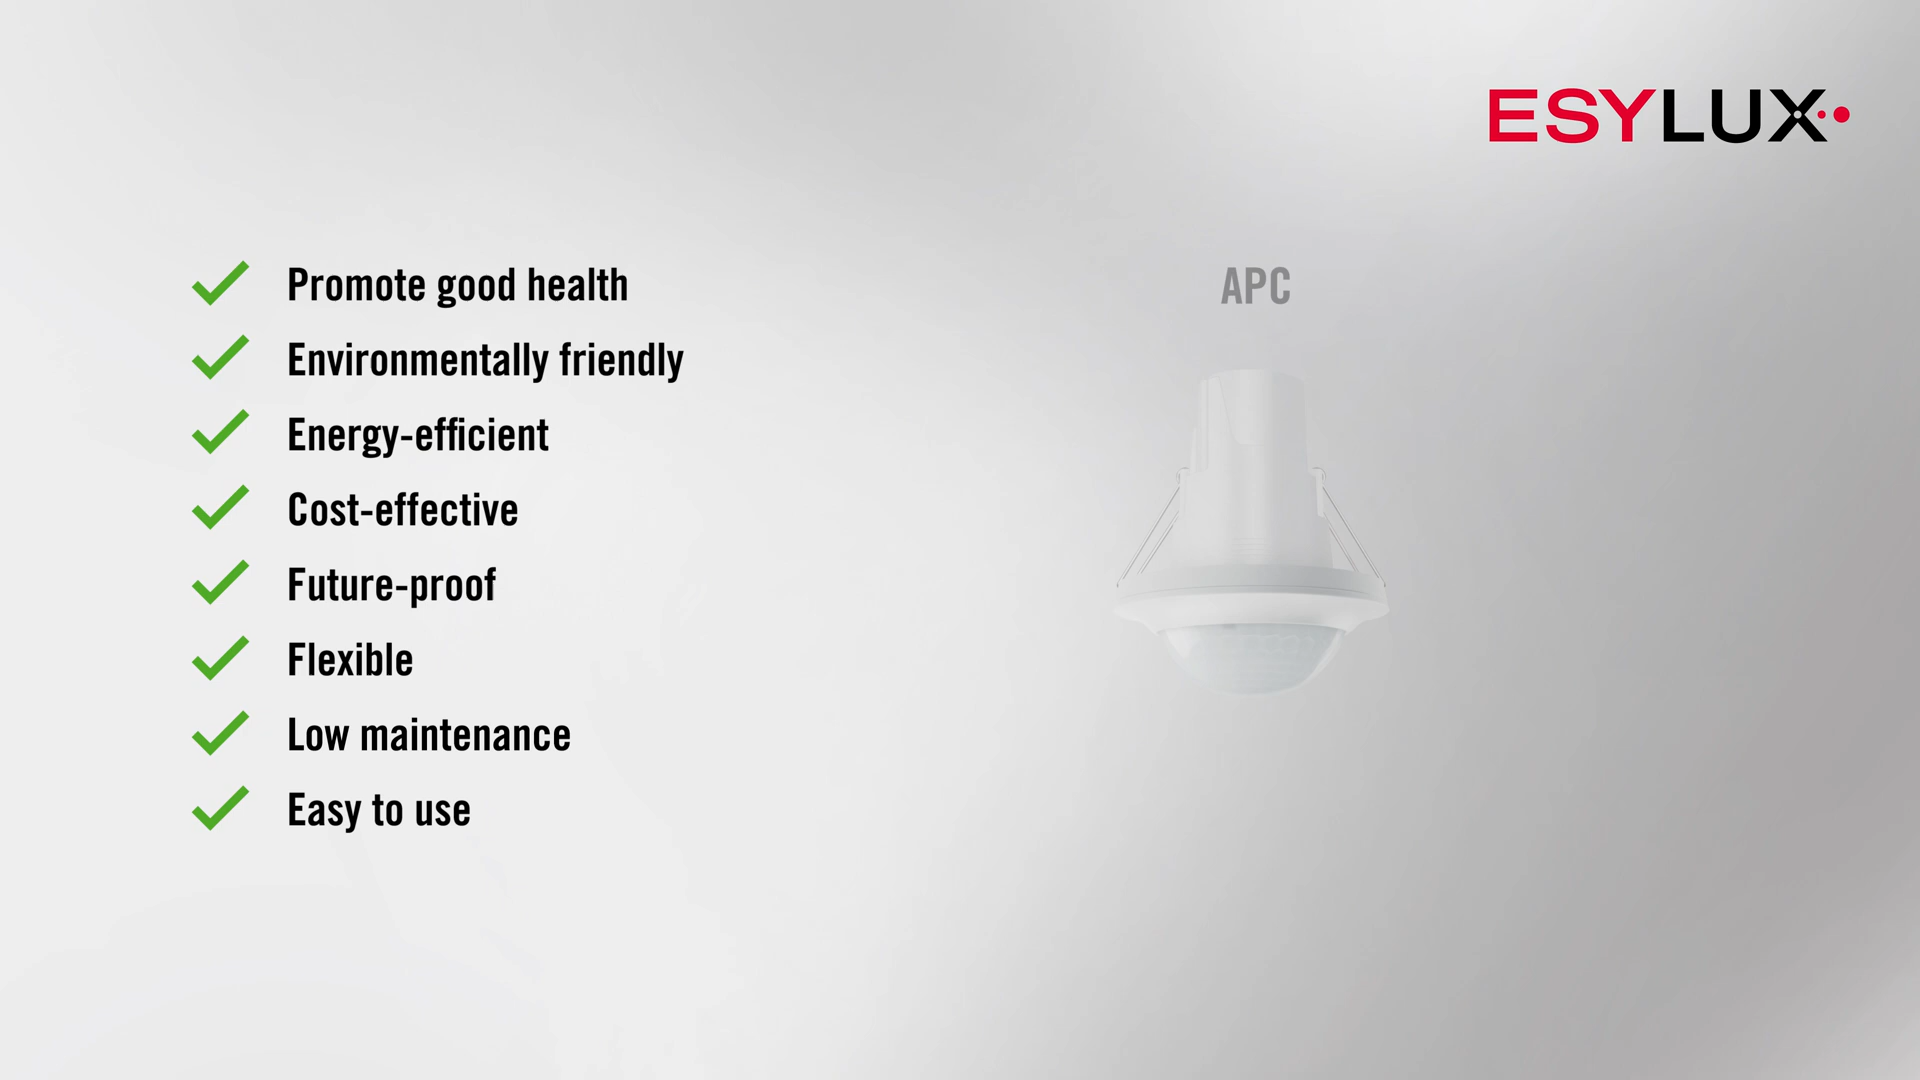 ESYLUX
Promote good health
Environmentally friendly
Energy-efficient
Cost-effective
Future-proof
Flexible
Low maintenance
Easy to use
APC